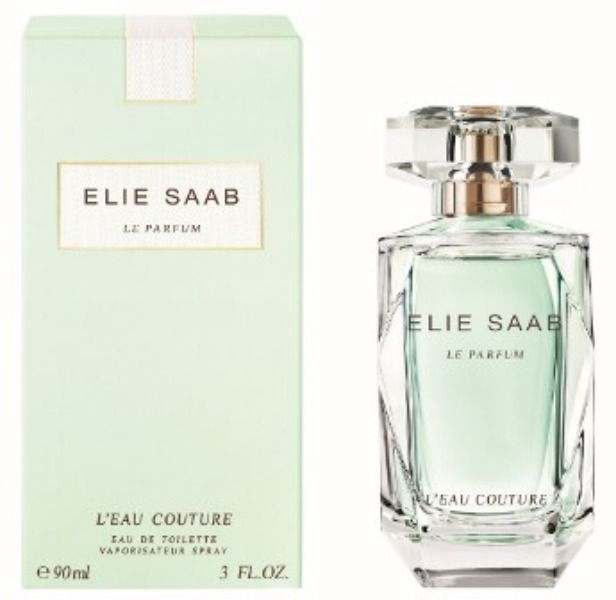 ELIE SAAB
LE PARFUM
L'EAU COUTURE
EAU DE TOILETTE
VAPORISATEUR SPRAY
℮ 90ml 3 FL.OZ.
ELIE SAAB
LE PARFUM
L'EAU COUTURE